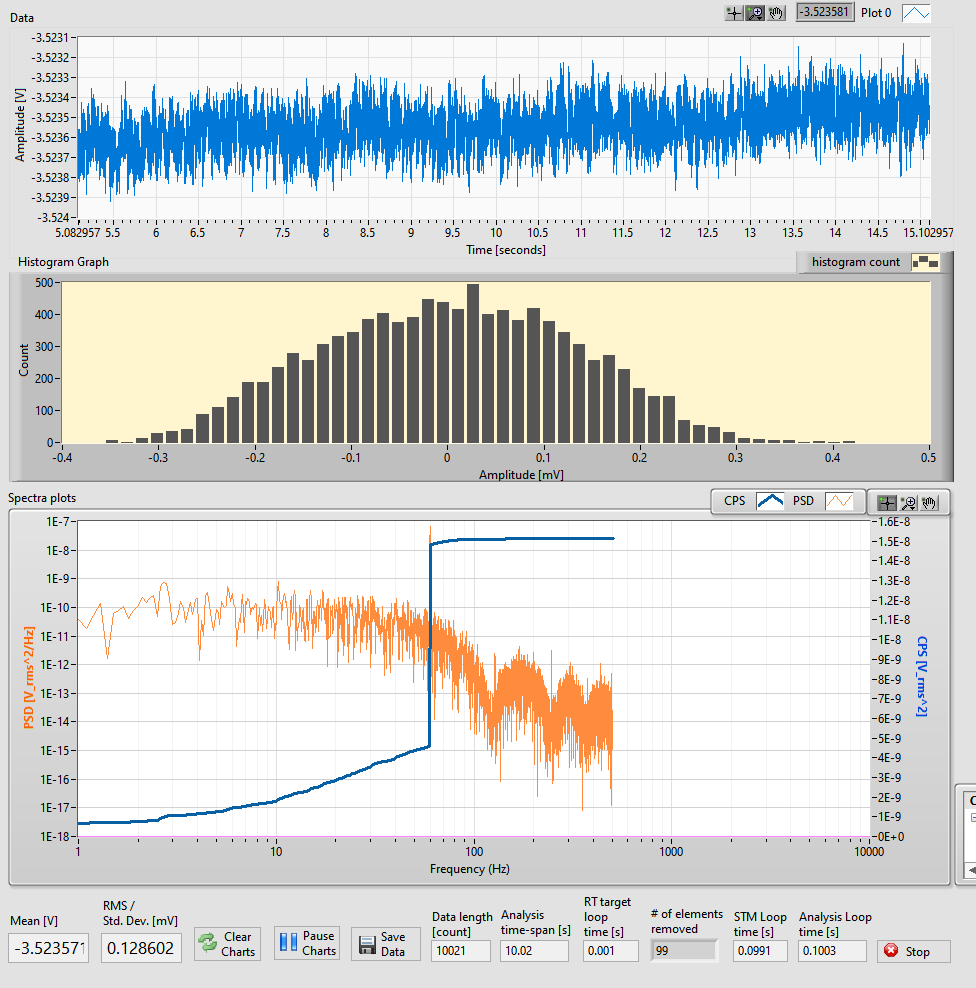 Data
-3.523581 Plot 0
Amplitude [V]
-3.5231
-3.5232
-3.5233
-3.5234
-3.5235
-3.5236
-3.5237
-3.5238
-3.5239
-3.524
5.082957 5.5 6 6.5 7 7.5 8 8.5 9 9.5 10 10.5 11 11.5 12 12.5 13 13.5 14 14.5 15.102957
Time [seconds]
Histogram Graph
histogram count
Count
500
400
300
200
100
0
-0.4 -0.3 -0.2 -0.1 0 0.1 0.2 0.3 0.4 0.5
Amplitude [mV]
Spectra plots
CPS PSD
PSD [V_rms^2/Hz]
1E-7
1E-8
1E-9
1E-10
1E-11
1E-12
1E-13
1E-14
1E-15
1E-16
1E-17
1E-18
1.6E-8
1.5E-8
1.4E-8
1.3E-8
1.2E-8
1.1E-8
1E-8
9E-9
8E-9
7E-9
6E-9
5E-9
4E-9
3E-9
2E-9
1E-9
0E+0
CPS [V_rms^2]
1 10 100 1000 10000
Frequency (Hz)
Mean [V]
-3.523571
RMS /
Std. Dev. [mV]
0.128602
Clear
Charts
Pause
Charts
Save
Data
Data length
[count]
10021
Analysis
time-span [s]
10.02
RT target
loop
time [s]
0.001
# of elements
removed
99
STM Loop
time [s]
0.0991
Analysis Loop
time [s]
0.1003
Stop